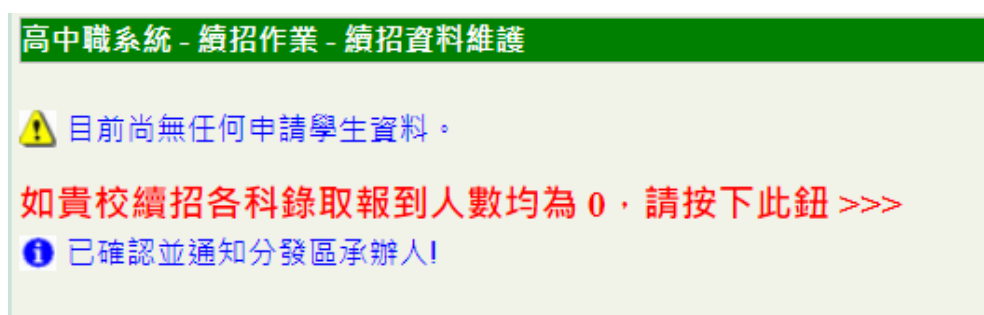 高中職系統 - 續招作業 - 續招資料維護
目前尚無任何申請學生資料。
如貴校續招各科錄取報到人數均為 0，請按下此鈕 >>>
已確認並通知分發區承辦人!